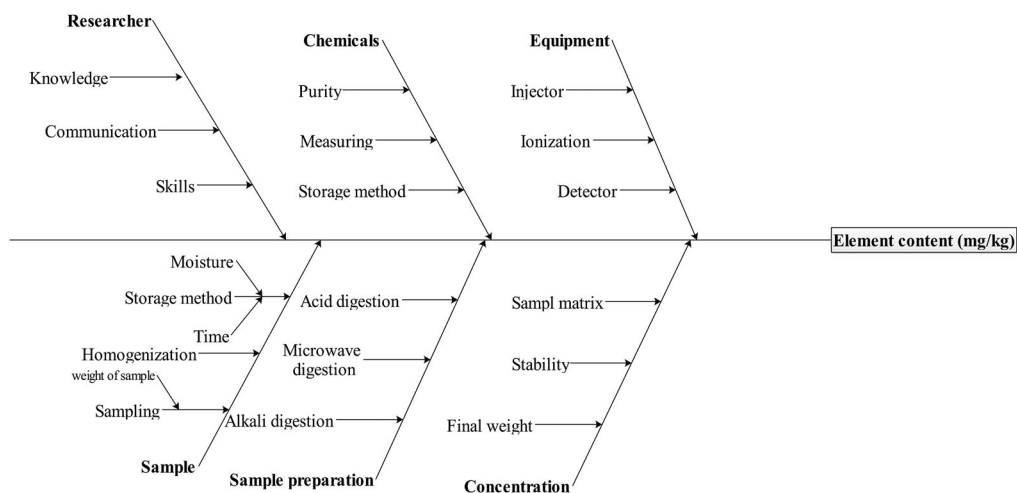 Researcher
Chemicals
Equipment
Knowledge
Purity
Injector
Communication
Measuring
Ionization
Skills
Storage method
Detector
Element content (mg/kg)
Moisture
Storage method
Acid digestion
Sampl matrix
Time
Homogenization
Microwave
digestion
Stability
weight of sample
Sampling
Alkali digestion
Final weight
Sample
Sample preparation
Concentration